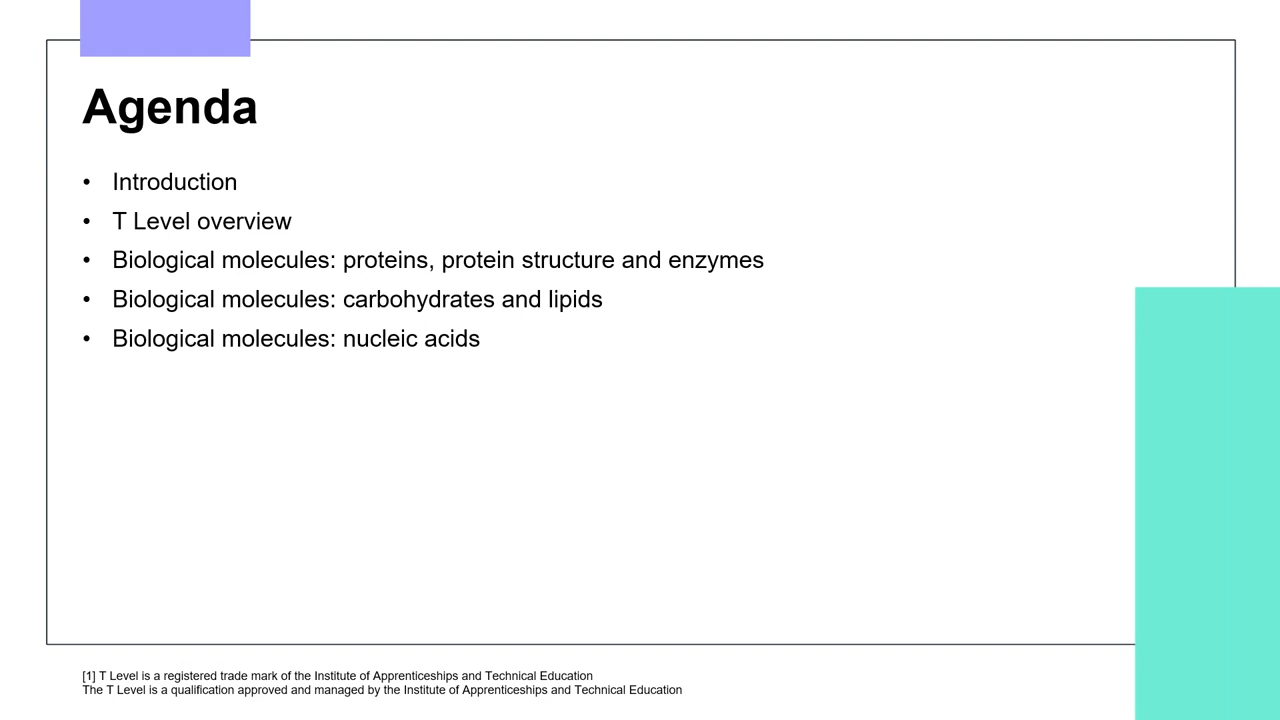 Agenda
• Introduction
• T Level overview
• Biological molecules: proteins, protein structure and enzymes
• Biological molecules: carbohydrates and lipids
• Biological molecules: nucleic acids
[1] T Level is a registered trade mark of the Institute of Apprenticeships and Technical Education
The T Level is a qualification approved and managed by the Institute of Apprenticeships and Technical Education